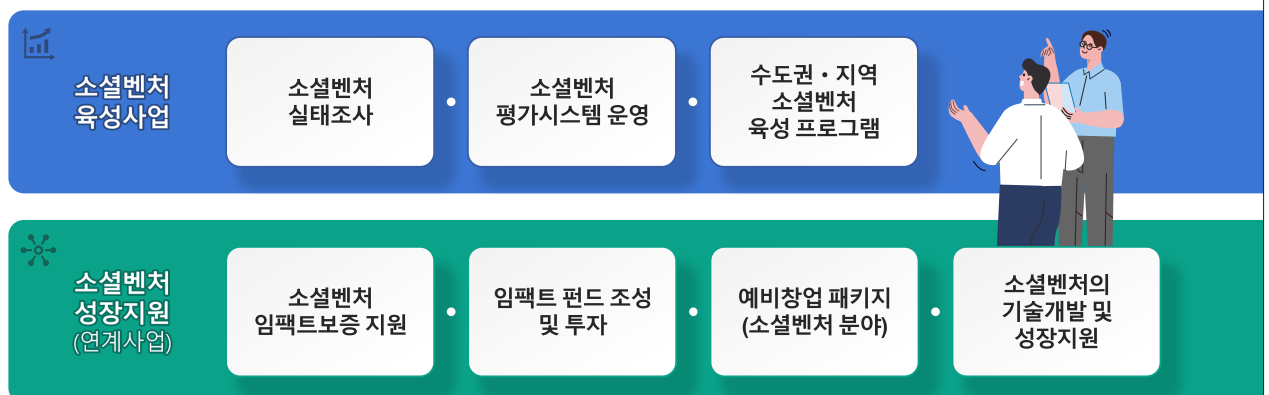 소셜벤처
육성사업
소셜벤처
실태조사
소셜벤처
평가시스템 운영
수도권·지역
소셜벤처
육성 프로그램
소셜벤처
성장지원
(연계사업)
소셜벤처
임팩트보증 지원
임팩트 펀드 조성
및 투자
예비창업 패키지
(소셜벤처 분야)
소셜벤처의
기술개발 및
성장지원